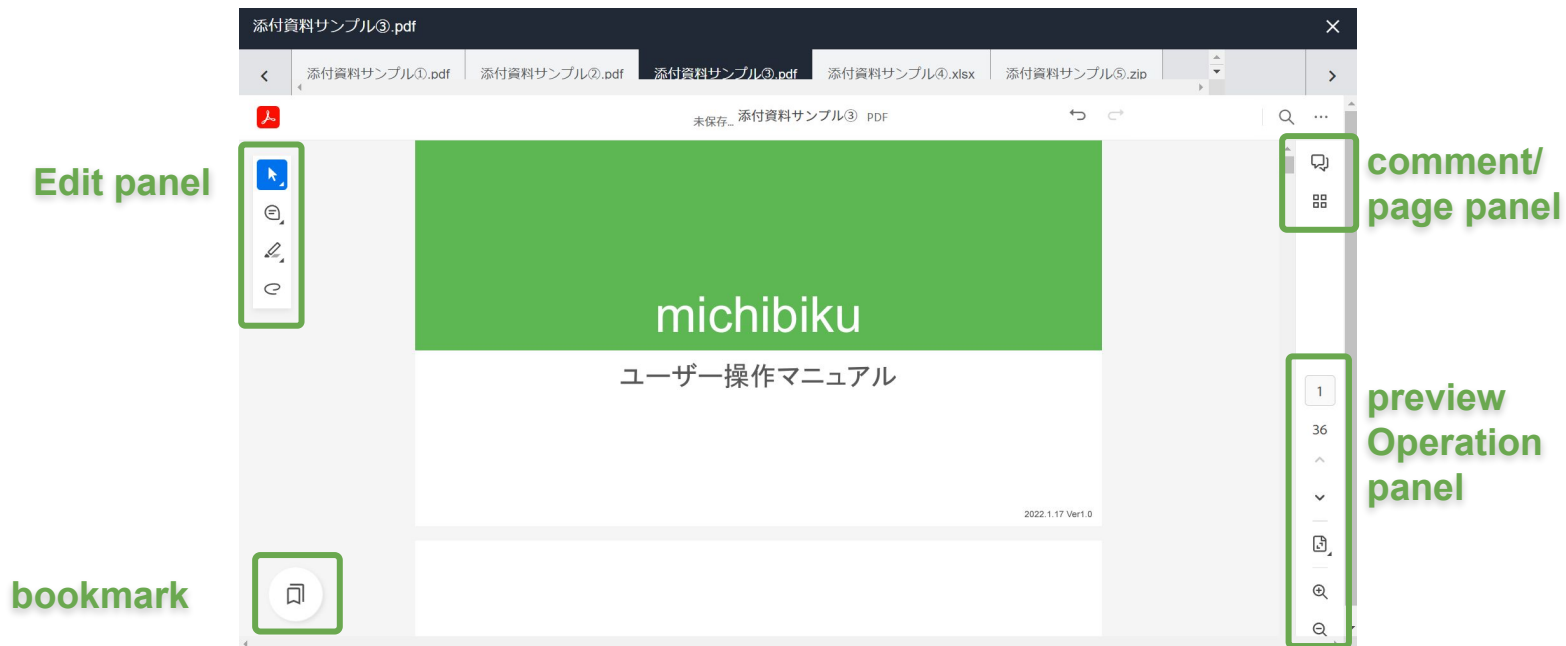 添付資料サンプル③.pdf
添付資料サンプル①.pdf
添付資料サンプル②.pdf
添付資料サンプル③.pdf
添付資料サンプル④.xlsx
添付資料サンプル⑤.zip
未保存… 添付資料サンプル③ PDF
Edit panel
comment/
page panel
michibiku
ユーザー操作マニュアル
2022.1.17 Ver1.0
1
36
preview
Operation
panel
bookmark